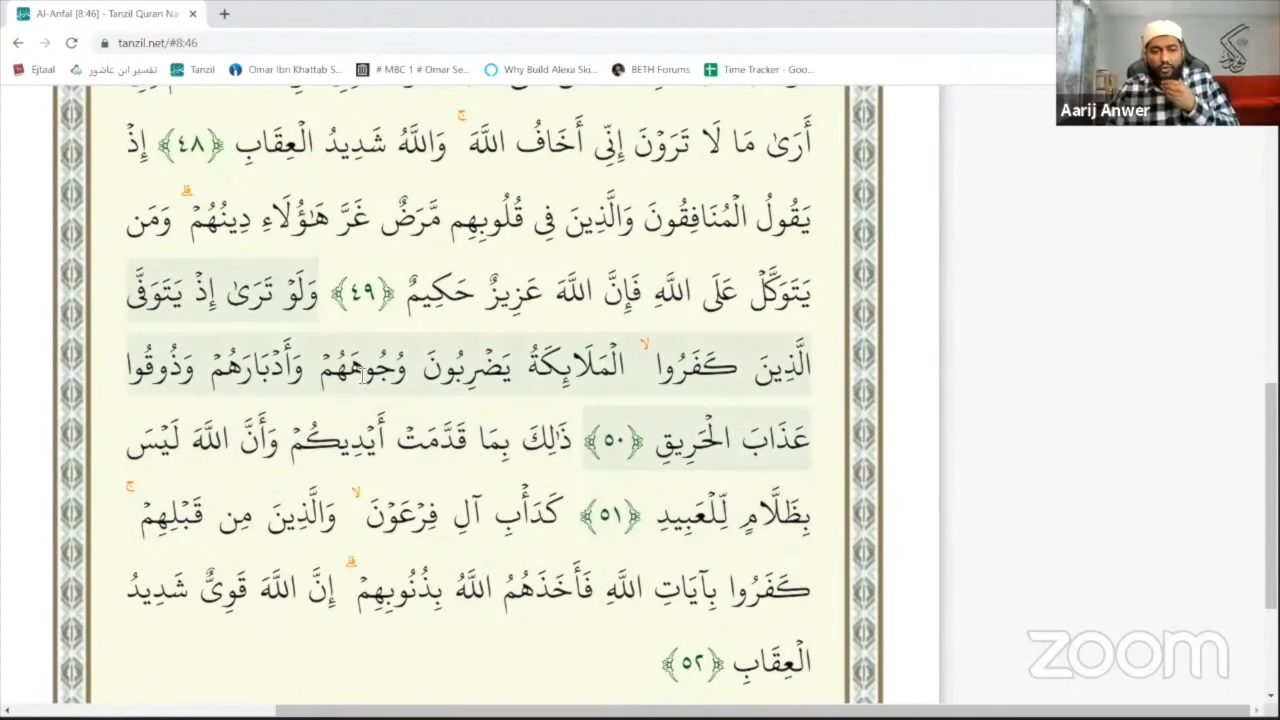 Al-Anfal [8:46] - Tanzil Quran Na
tanzil.net/#8:46
Ejtaal
تفسير ابن عاشور
Tanzil
Omar Ibn Khattab S...
# MBC 1 # Omar Se...
Why Build Alexa Ski...
BETH Forums
Time Tracker - Goo...
Aarij Anwer
أَرَىٰ مَا لَا تَرَوْنَ إِنِّي أَخَافُ اللَّهَ ۚ وَاللَّهُ شَدِيدُ الْعِقَابِ ﴿٤٨﴾ إِذْ
يَقُولُ الْمُنَافِقُونَ وَالَّذِينَ فِي قُلُوبِهِم مَّرَضٌ غَرَّ هَـٰؤُلَاءِ دِينُهُمْ ۗ وَمَن
يَتَوَكَّلْ عَلَى اللَّهِ فَإِنَّ اللَّهَ عَزِيزٌ حَكِيمٌ ﴿٤٩﴾ وَلَوْ تَرَىٰ إِذْ يَتَوَفَّى
الَّذِينَ كَفَرُوا ۙ الْمَلَائِكَةُ يَضْرِبُونَ وُجُوهَهُمْ وَأَدْبَارَهُمْ وَذُوقُوا
عَذَابَ الْحَرِيقِ ﴿٥٠﴾ ذَٰلِكَ بِمَا قَدَّمَتْ أَيْدِيكُمْ وَأَنَّ اللَّهَ لَيْسَ
بِظَلَّامٍ لِّلْعَبِيدِ ﴿٥١﴾ كَدَأْبِ آلِ فِرْعَوْنَ ۙ وَالَّذِينَ مِن قَبْلِهِمْ ۚ
كَفَرُوا بِآيَاتِ اللَّهِ فَأَخَذَهُمُ اللَّهُ بِذُنُوبِهِمْ ۗ إِنَّ اللَّهَ قَوِيٌّ شَدِيدُ
الْعِقَابِ ﴿٥٢﴾
zoom